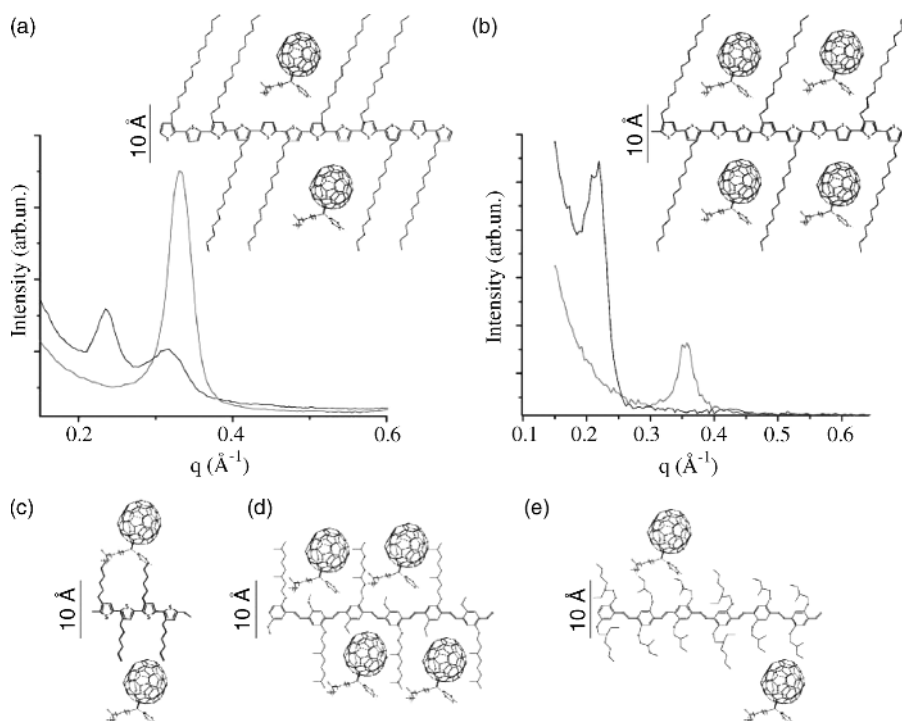 (a)
10 Å
Intensity (arb.un.)
0.2
0.4
0.6
q (Å-1)
(b)
10 Å
Intensity (arb.un.)
0.1
0.2
0.3
0.4
0.5
0.6
q (Å-1)
(c)
10 Å
(d)
10 Å
(e)
10 Å